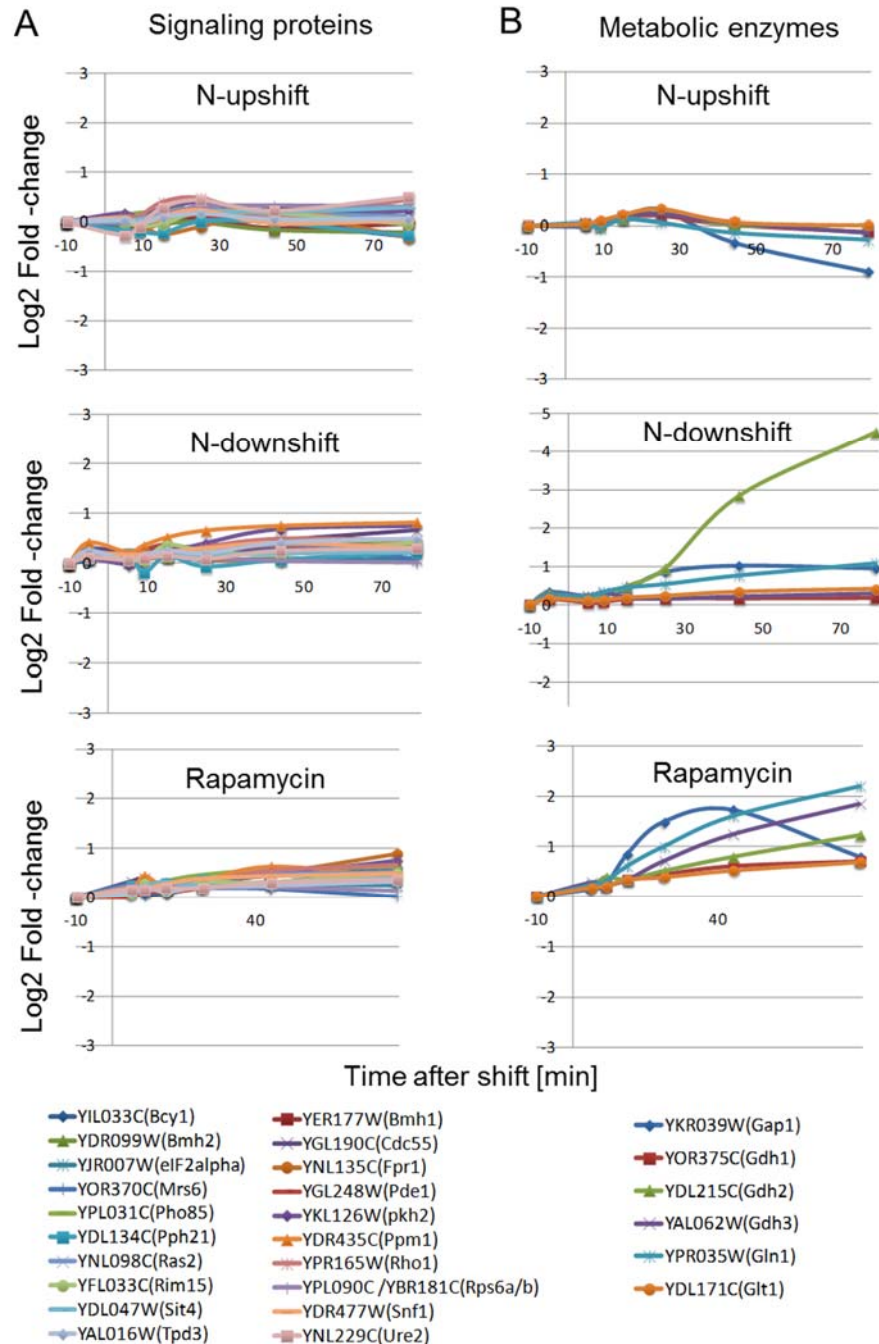 A
Signaling proteins
B
Metabolic enzymes
N-upshift
3
2
1
0
-1
-2
-3
-10
10
30
50
70
Log2 Fold -change
N-upshift
3
2
1
0
-1
-2
-3
-10
10
30
50
70
N-downshift
3
2
1
0
-1
-2
-3
-10
10
30
50
70
Log2 Fold -change
N-downshift
5
4
3
2
1
0
-1
-2
-10
10
30
50
70
Rapamycin
3
2
1
0
-1
-2
-3
-10
40
Log2 Fold -change
Rapamycin
3
2
1
0
-1
-2
-3
-10
40
Time after shift [min]
YIL033C(Bcy1)
YDR099W(Bmh2)
YJR007W(eIF2alpha)
YOR370C(Mrs6)
YPL031C(Pho85)
YDL134C(Pph21)
YNL098C(Ras2)
YFL033C(Rim15)
YDL047W(Sit4)
YAL016W(Tpd3)
YER177W(Bmh1)
YGL190C(Cdc55)
YNL135C(Fpr1)
YGL248W(Pde1)
YKL126W(pkh2)
YDR435C(Ppm1)
YPR165W(Rho1)
YPL090C /YBR181C(Rps6a/b)
YDR477W(Snf1)
YNL229C(Ure2)
YKR039W(Gap1)
YOR375C(Gdh1)
YDL215C(Gdh2)
YAL062W(Gdh3)
YPR035W(Gln1)
YDL171C(Glt1)